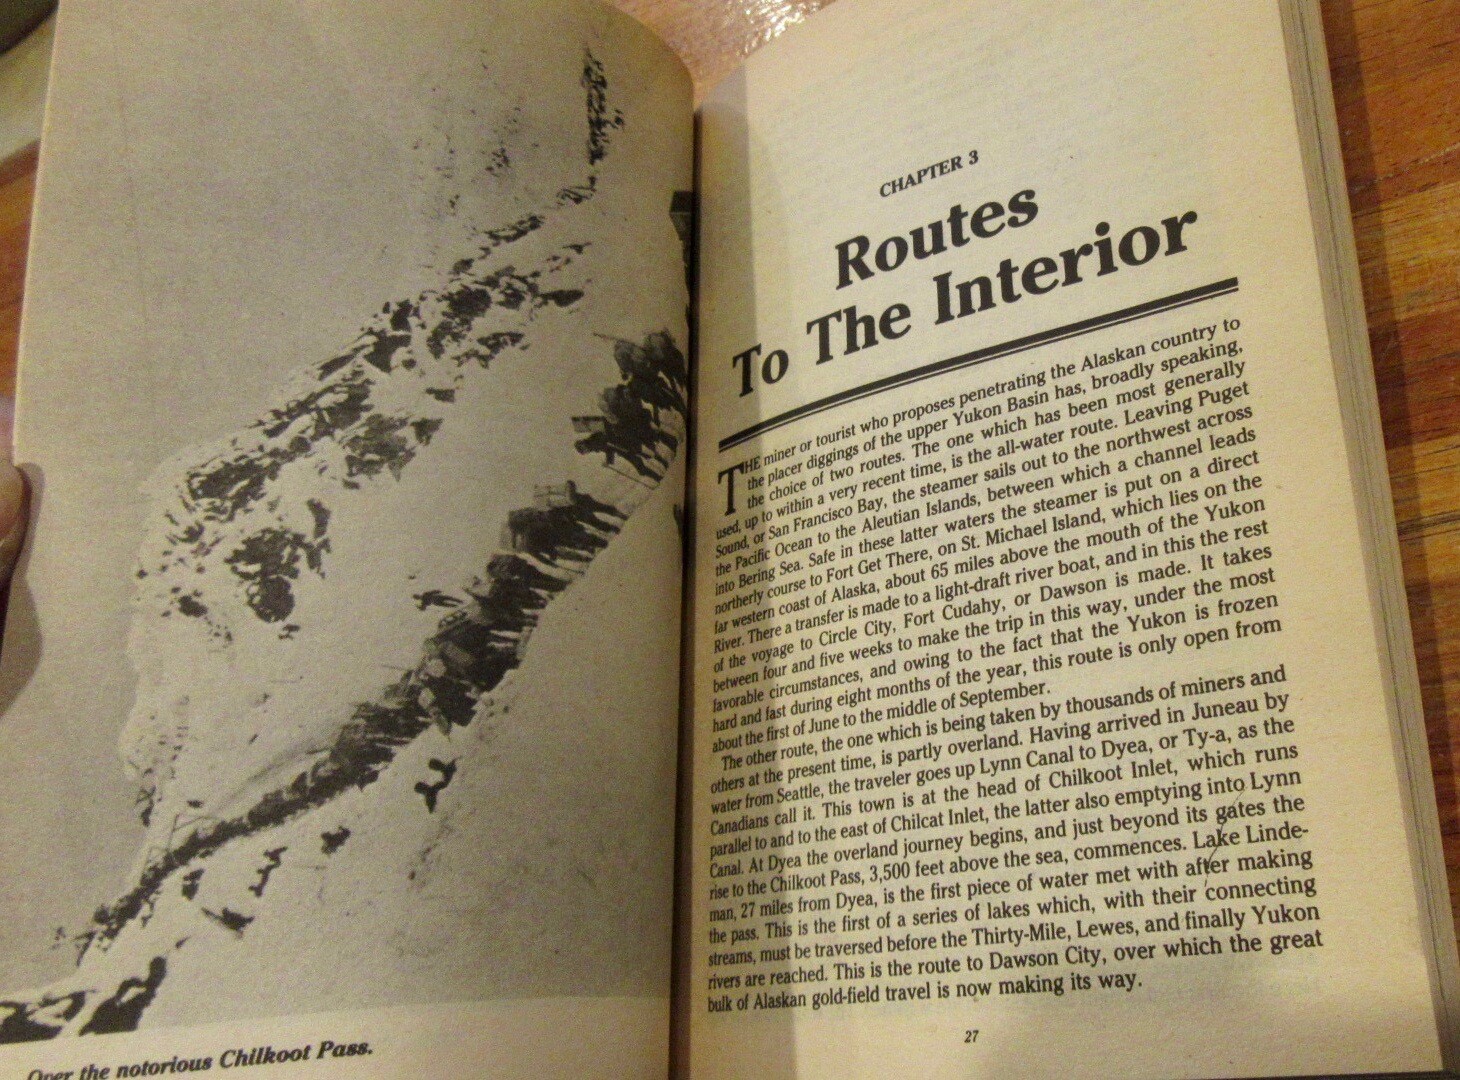 Over the notorious Chilkoot Pass.
CHAPTER 3
Routes
To The Interior
THE miner or tourist who proposes penetrating the Alaskan country to
the placer diggings of the upper Yukon Basin has, broadly speaking,
the choice of two routes. The one which has been most generally
used, up to within a very recent time, is the all-water route. Leaving Puget
Sound, or San Francisco Bay, the steamer sails out to the northwest across
the Pacific Ocean to the Aleutian Islands, between which a channel leads
into Bering Sea. Safe in these latter waters the steamer is put on a direct
northerly course to Fort Get There, on St. Michael Island, which lies on the
far western coast of Alaska, about 65 miles above the mouth of the Yukon
River. There a transfer is made to a light-draft river boat, and in this the rest
of the voyage to Circle City, Fort Cudahy, or Dawson is made. It takes
between four and five weeks to make the trip in this way, under the most
favorable circumstances, and owing to the fact that the Yukon is frozen
hard and fast during eight months of the year, this route is only open from
about the first of June to the middle of September.
The other route, the one which is being taken by thousands of miners and
others at the present time, is partly overland. Having arrived in Juneau by
water from Seattle, the traveler goes up Lynn Canal to Dyea, or Ty-a, as the
Canadians call it. This town is at the head of Chilkoot Inlet, which runs
parallel to and to the east of Chilcat Inlet, the latter also emptying into Lynn
Canal. At Dyea the overland journey begins, and just beyond its gates the
rise to the Chilkoot Pass, 3,500 feet above the sea, commences. Lake Linde-
man, 27 miles from Dyea, is the first piece of water met with after making
the pass. This is the first of a series of lakes which, with their connecting
streams, must be traversed before the Thirty-Mile, Lewes, and finally Yukon
rivers are reached. This is the route to Dawson City, over which the great
bulk of Alaskan gold-field travel is now making its way.
27